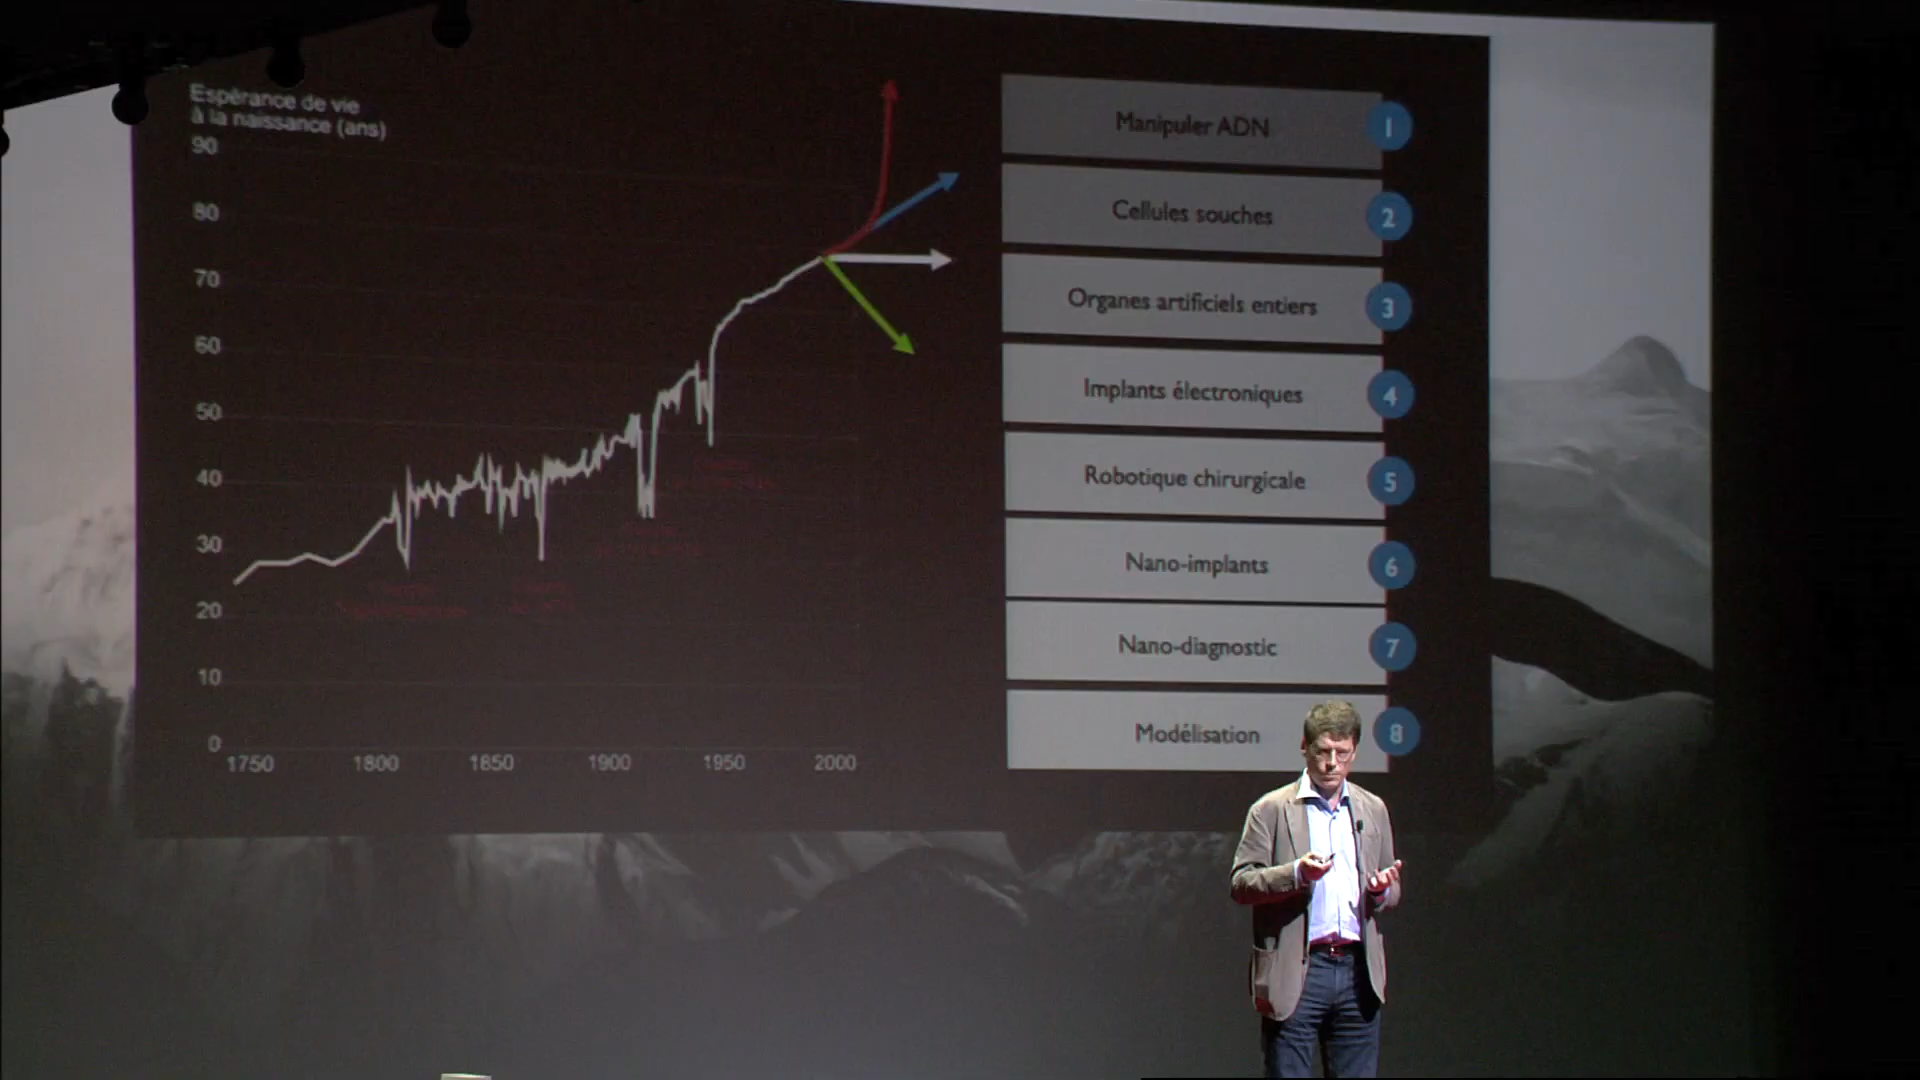 Espérance de vie
à la naissance (ans)
90
80
70
60
50
40
30
20
10
0
1750 1800 1850 1900 1950 2000
Manipuler ADN 1
Cellules souches 2
Organes artificiels entiers 3
Implants électroniques 4
Robotique chirurgicale 5
Nano-implants 6
Nano-diagnostic 7
Modélisation 8